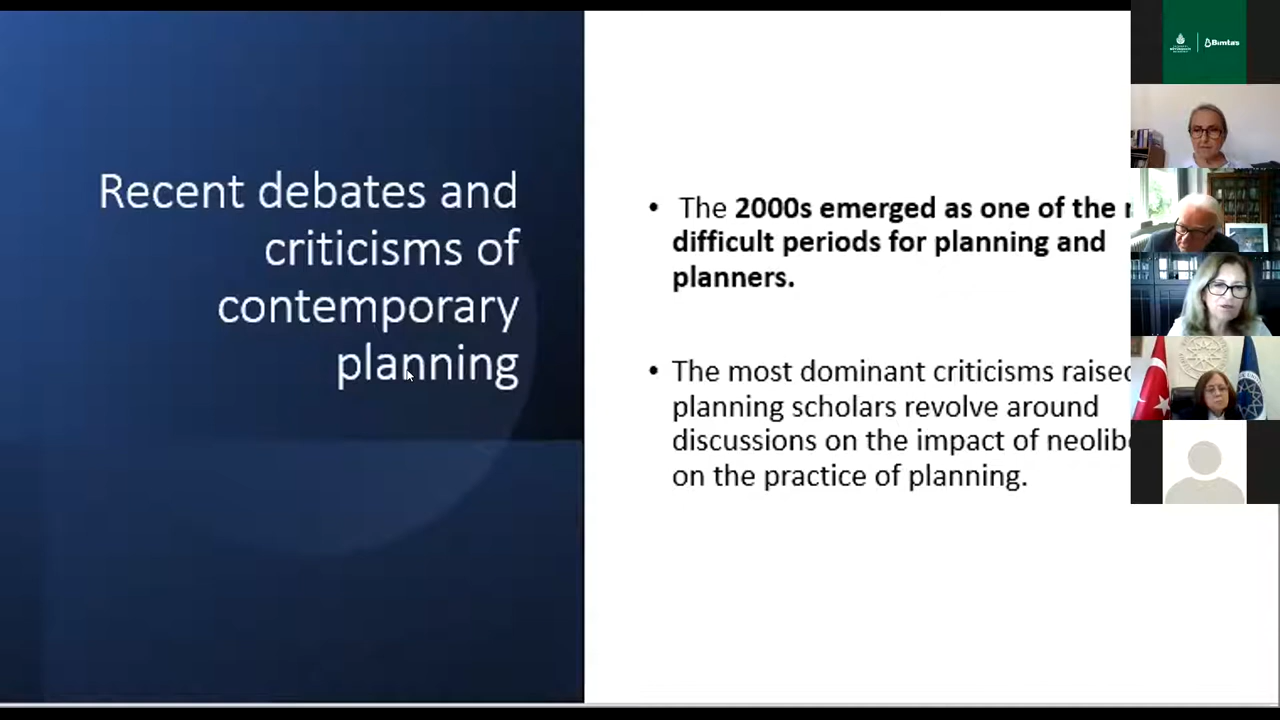 Recent debates and
criticisms of
contemporary
planning
• The 2000s emerged as one of the
difficult periods for planning and
planners.
• The most dominant criticisms raised
planning scholars revolve around
discussions on the impact of
on the practice of planning.
Bimtaş